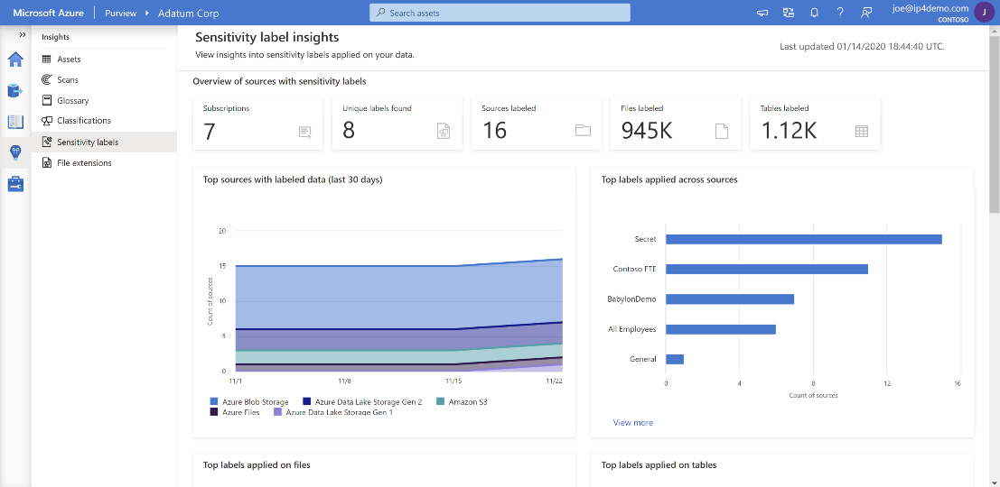 Microsoft Azure Purview Adatum Corp Search assets joe@ip4demo.com J
CONTOSO
Insights
Assets
Scans
Glossary
Classifications
Sensitivity labels
File extensions
Sensitivity label insights
View insights into sensitivity labels applied on your data.
Last updated 01/14/2020 18:44:40 UTC.
Overview of sources with sensitivity labels
Subscriptions
7
Unique labels found
8
Sources labeled
16
Files labeled
945K
Tables labeled
1.12K
Top sources with labeled data (last 30 days)
Count of sources
20
15
10
5
0
11/1 11/8 11/15 11/22
Azure Blob Storage Azure Data Lake Storage Gen 2 Amazon S3
Azure Files Azure Data Lake Storage Gen 1
Top labels applied across sources
Secret
Contoso FTE
BabylonDemo
All Employees
General
0 4 8 12 16
Count of sources
View more
Top labels applied on files
Top labels applied on tables